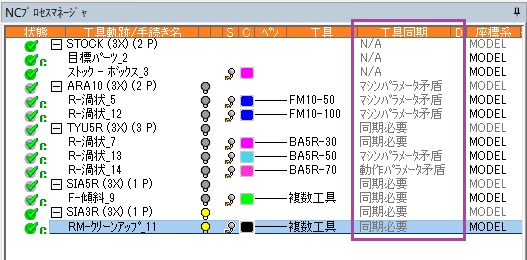 NCプロセスマネージャ
状態 工具軌跡/手続き名 S C ペン 工具 工具同期 D 座標系
STOCK (3X) (2 P) N/A MODEL
目標パーツ_2 N/A MODEL
ストック - ボックス_3 N/A MODEL
ARA10 (3X) (2 P) マシンパラメータ矛盾 MODEL
R-渦状_5 FM10-50 マシンパラメータ矛盾 MODEL
R-渦状_12 FM10-100 マシンパラメータ矛盾 MODEL
TYU5R (3X) (3 P) 同期必要 MODEL
R-渦状_7 BA5R-30 同期必要 MODEL
R-渦状_13 BA5R-50 マシンパラメータ矛盾 MODEL
R-渦状_14 BA5R-70 動作パラメータ矛盾 MODEL
SIA5R (3X) (1 P) 同期必要 MODEL
F-傾斜_9 複数工具 同期必要 MODEL
SIA3R (3X) (1 P) 同期必要 MODEL
RM-クリーンアップ_11 複数工具 同期必要 MODEL